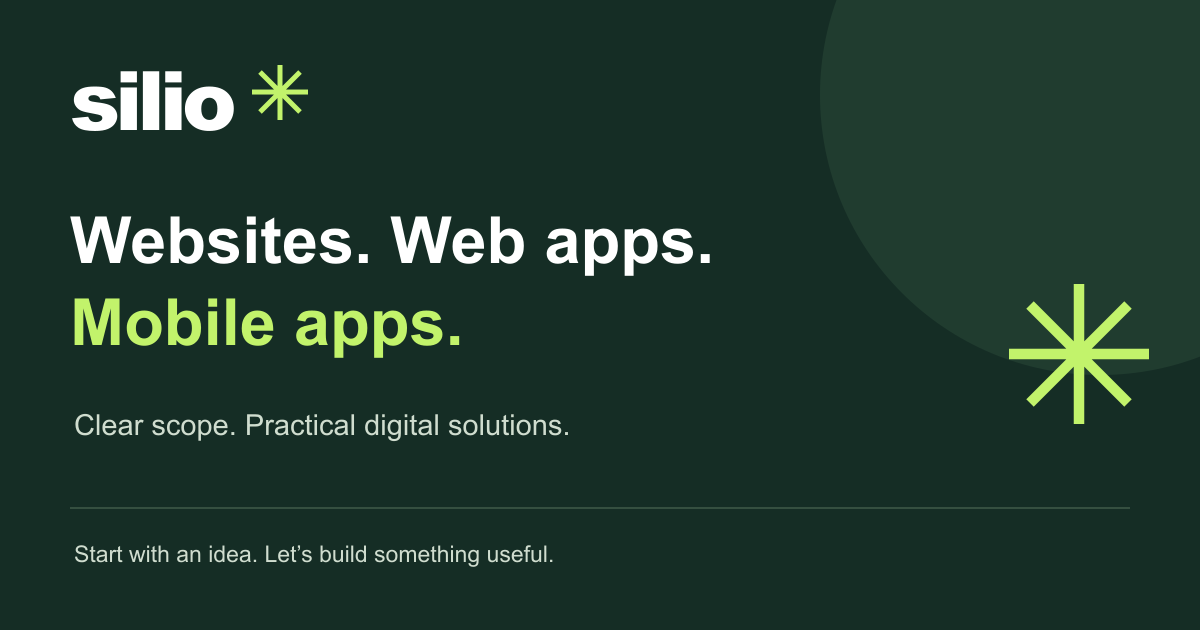 silio
Websites. Web apps.
Mobile apps.
Clear scope. Practical digital solutions.
Start with an idea. Let’s build something useful.